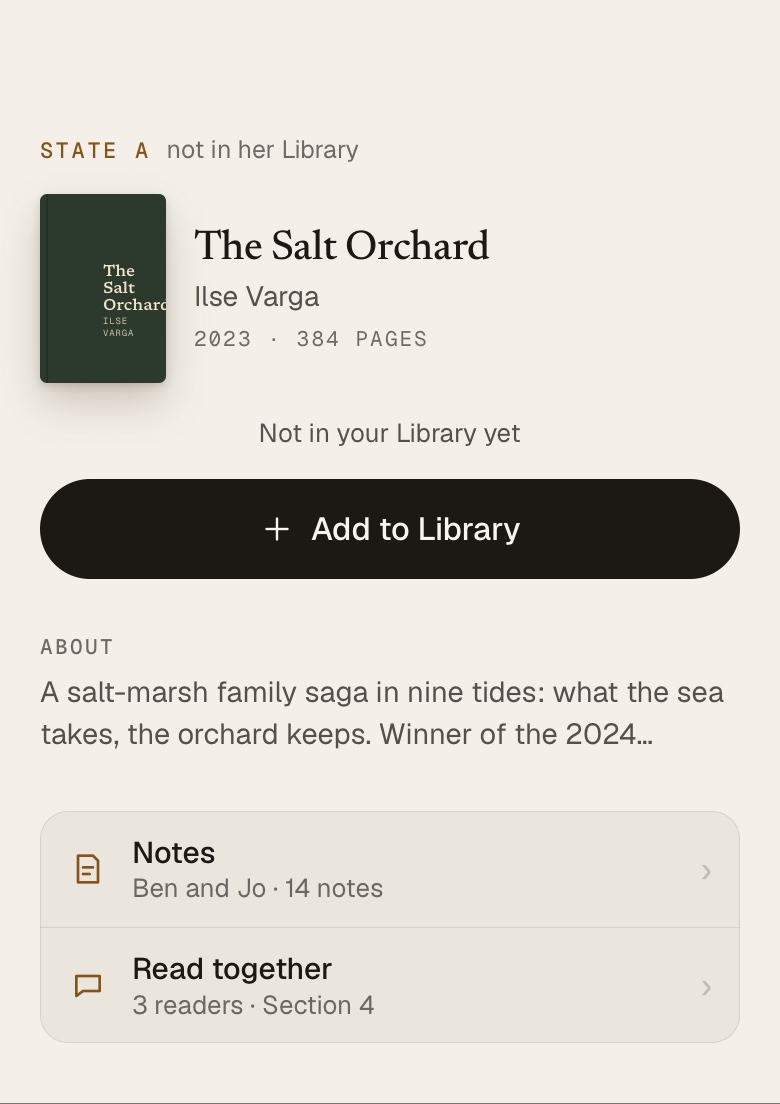 STATE A not in her Library
The
Salt
Orchard
ILSE
VARGA
The Salt Orchard
Ilse Varga
2023 · 384 PAGES
Not in your Library yet
+ Add to Library
ABOUT
A salt-marsh family saga in nine tides: what the sea
takes, the orchard keeps. Winner of the 2024…
Notes
Ben and Jo · 14 notes
Read together
3 readers · Section 4